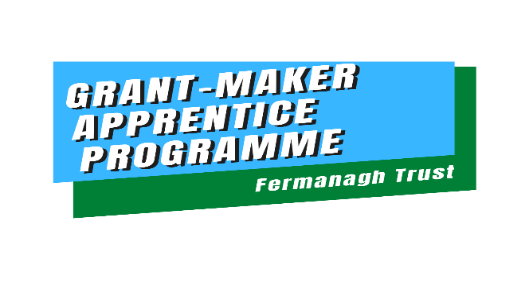 GRANT-MAKER
APPRENTICE
PROGRAMME
Fermanagh Trust